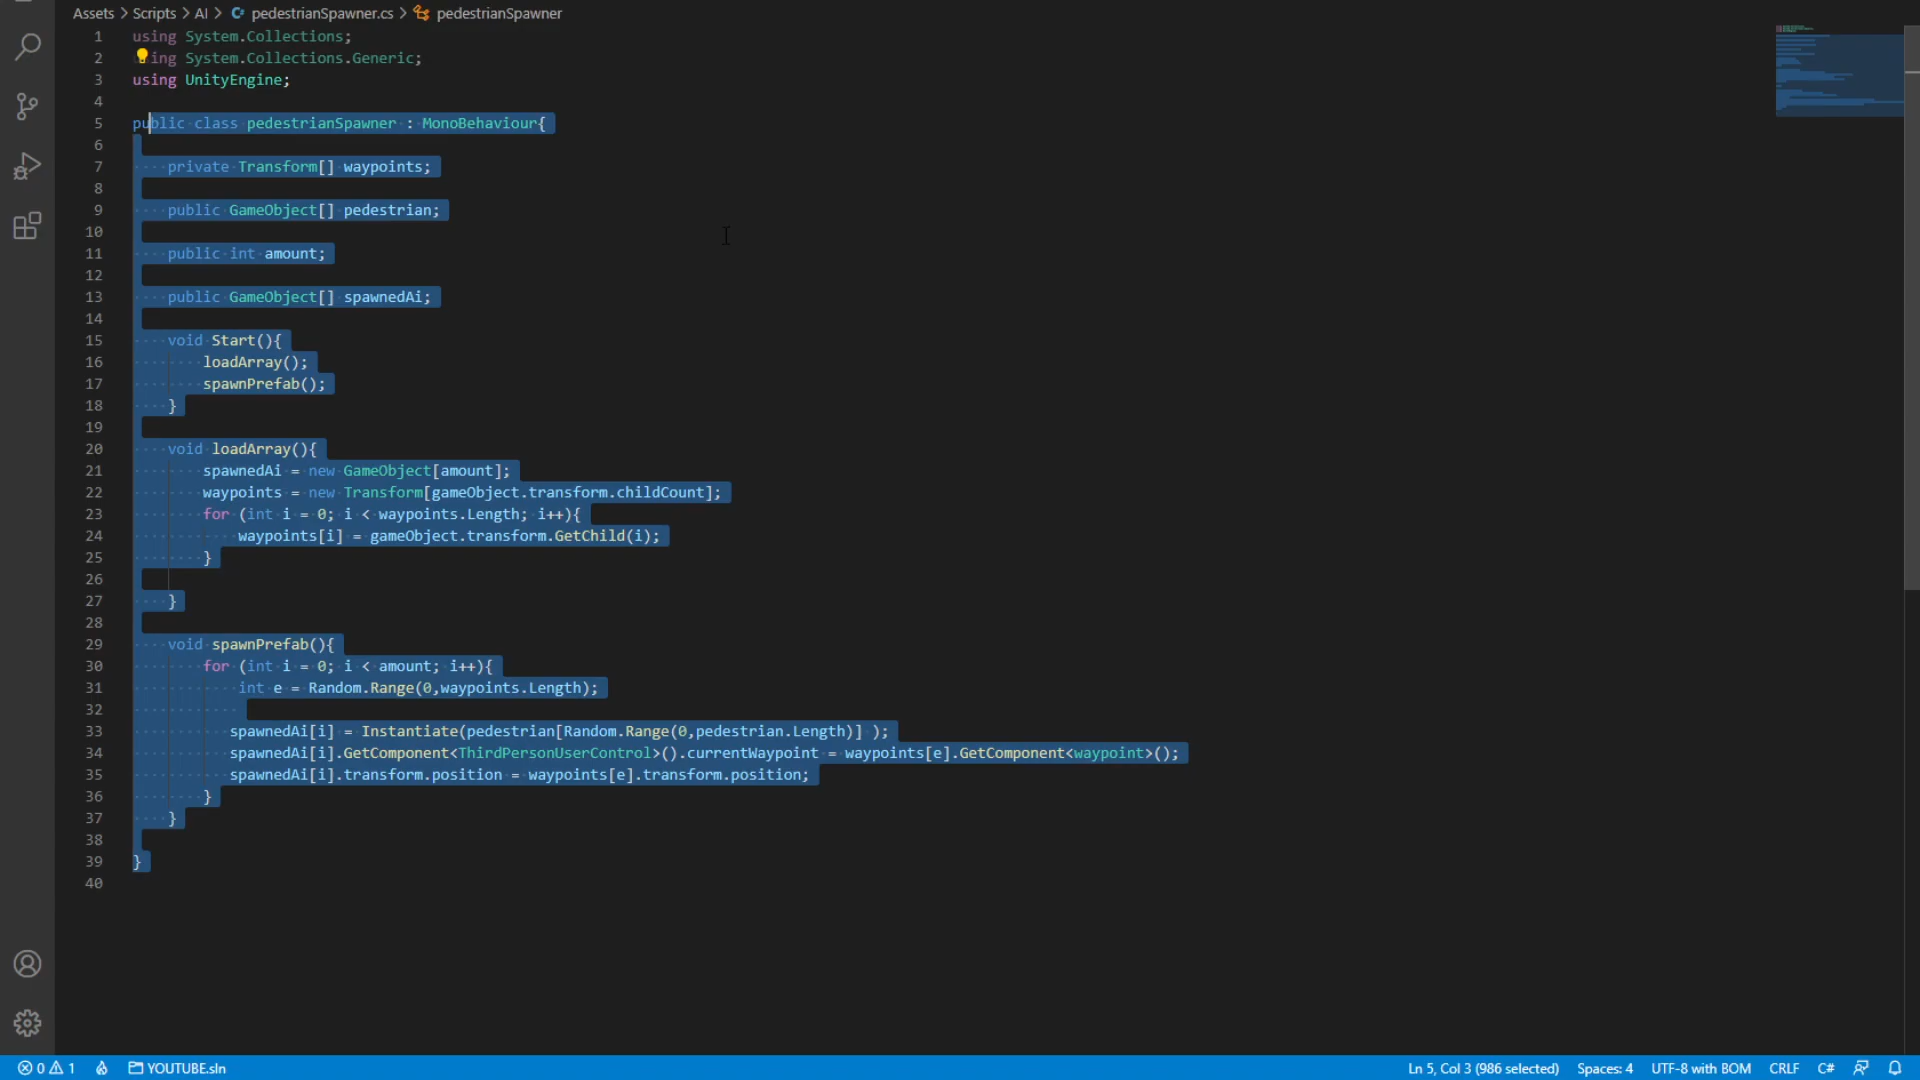 Assets > Scripts > AI > pedestrianSpawner.cs > pedestrianSpawner
1 using System.Collections;
2 ing System.Collections.Generic;
3 using UnityEngine;
4
5 public class pedestrianSpawner : MonoBehaviour{
6
7 private Transform[] waypoints;
8
9 public GameObject[] pedestrian;
10
11 public int amount;
12
13 public GameObject[] spawnedAi;
14
15 void Start(){
16 loadArray();
17 spawnPrefab();
18 }
19
20 void loadArray(){
21 spawnedAi = new GameObject[amount];
22 waypoints = new Transform[gameObject.transform.childCount];
23 for (int i = 0; i < waypoints.Length; i++){
24 waypoints[i] = gameObject.transform.GetChild(i);
25 }
26
27 }
28
29 void spawnPrefab(){
30 for (int i = 0; i < amount; i++){
31 int e = Random.Range(0,waypoints.Length);
32
33 spawnedAi[i] = Instantiate(pedestrian[Random.Range(0,pedestrian.Length)] );
34 spawnedAi[i].GetComponent<ThirdPersonUserControl>().currentWaypoint = waypoints[e].GetComponent<waypoint>();
35 spawnedAi[i].transform.position = waypoints[e].transform.position;
36 }
37 }
38
39 }
40
0 1 YOUTUBE.sln Ln 5, Col 3 (986 selected) Spaces: 4 UTF-8 with BOM CRLF C#